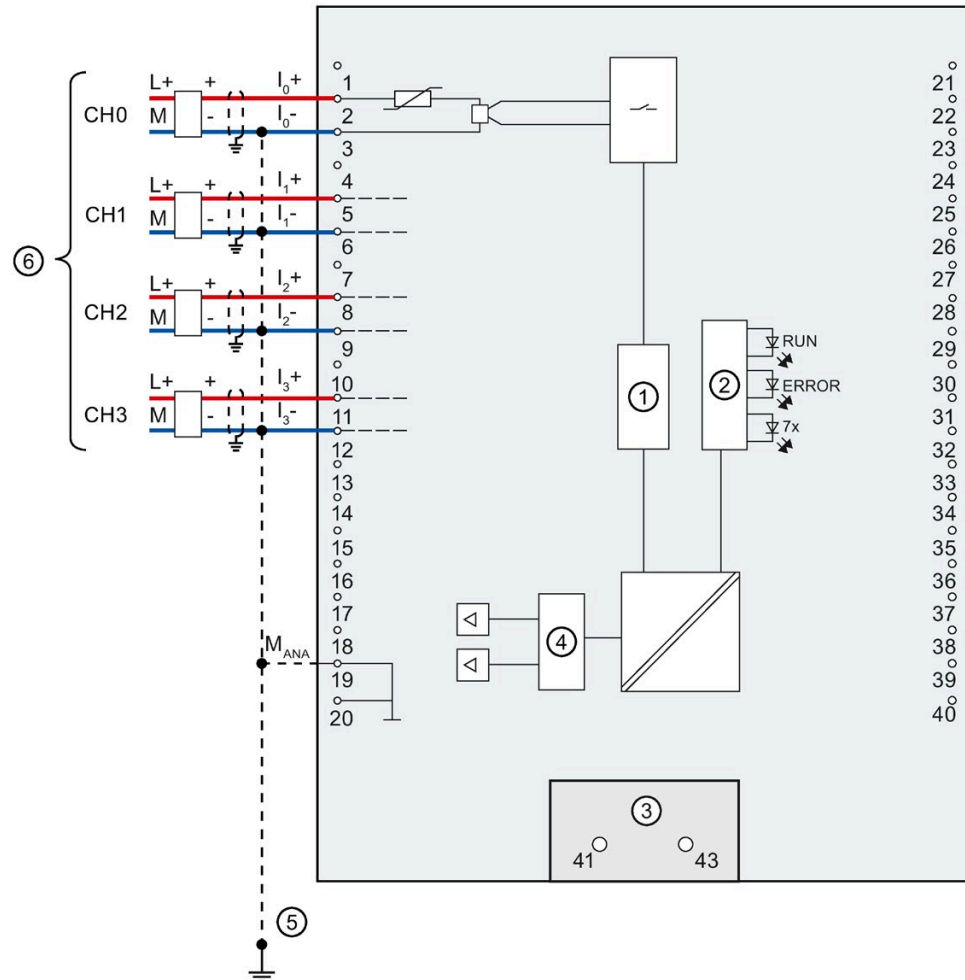 L+ + I0+ 1 21
CH0 2 22
M - I0- 3 23
4 24
L+ + I1+ 5 25
CH1
M - I1- 6 26
7 27
L+ + I2+ 8 28
CH2
M - I2- 9 29
RUN
L+ + I3+ 10 30
ERROR
CH3 11 31
M - I3- 7x
12 32
⑥ ① ②
13 33
14 34
15 35
16 36
17 37
④
MANA 18 38
19 39
20 40
③
41 43
⑤